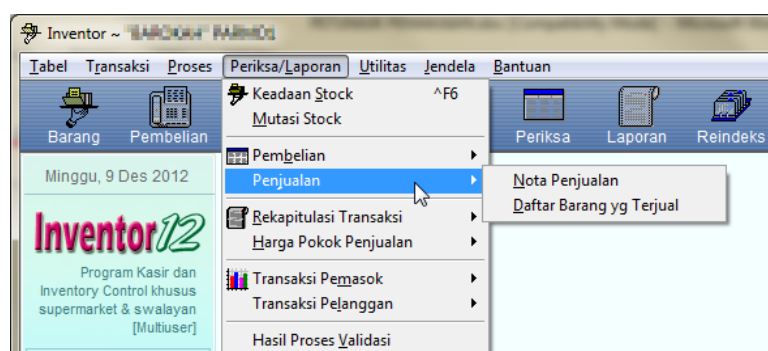 Inventor ~
Tabel Transaksi Proses Periksa/Laporan Utilitas Jendela Bantuan
Barang Pembelian Periksa Laporan Reindeks
Keadaan Stock ^F6
Mutasi Stock
Pembelian
Penjualan
Nota Penjualan
Daftar Barang yg Terjual
Rekapitulasi Transaksi
Harga Pokok Penjualan
Transaksi Pemasok
Transaksi Pelanggan
Hasil Proses Validasi
Minggu, 9 Des 2012
Inventor12
Program Kasir dan
Inventory Control khusus
supermarket & swalayan
[Multiuser]